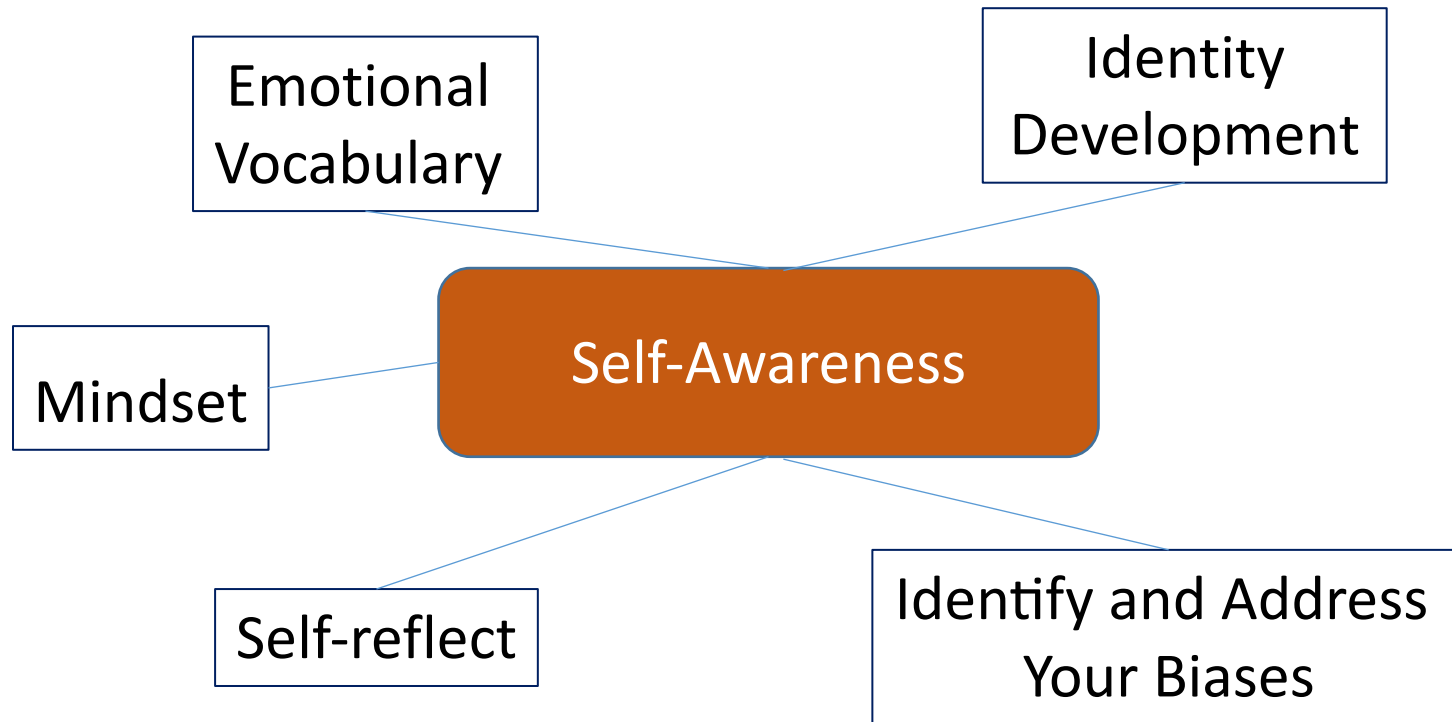 Emotional
Vocabulary
Identity
Development
Self-Awareness
Mindset
Self-reflect
Identify and Address
Your Biases